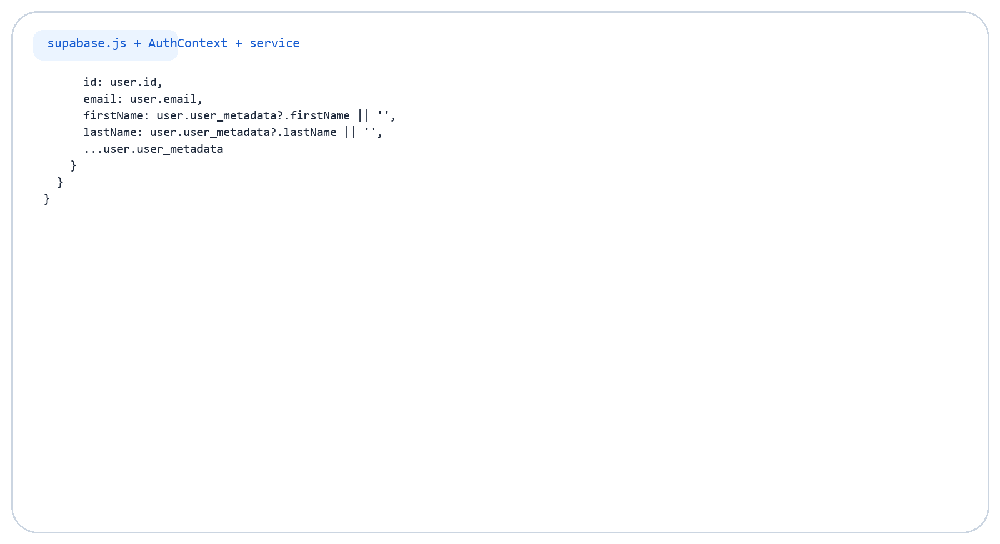 supabase.js + AuthContext + service
      id: user.id,
      email: user.email,
      firstName: user.user_metadata?.firstName || '',
      lastName: user.user_metadata?.lastName || '',
      ...user.user_metadata
    }
  }
}